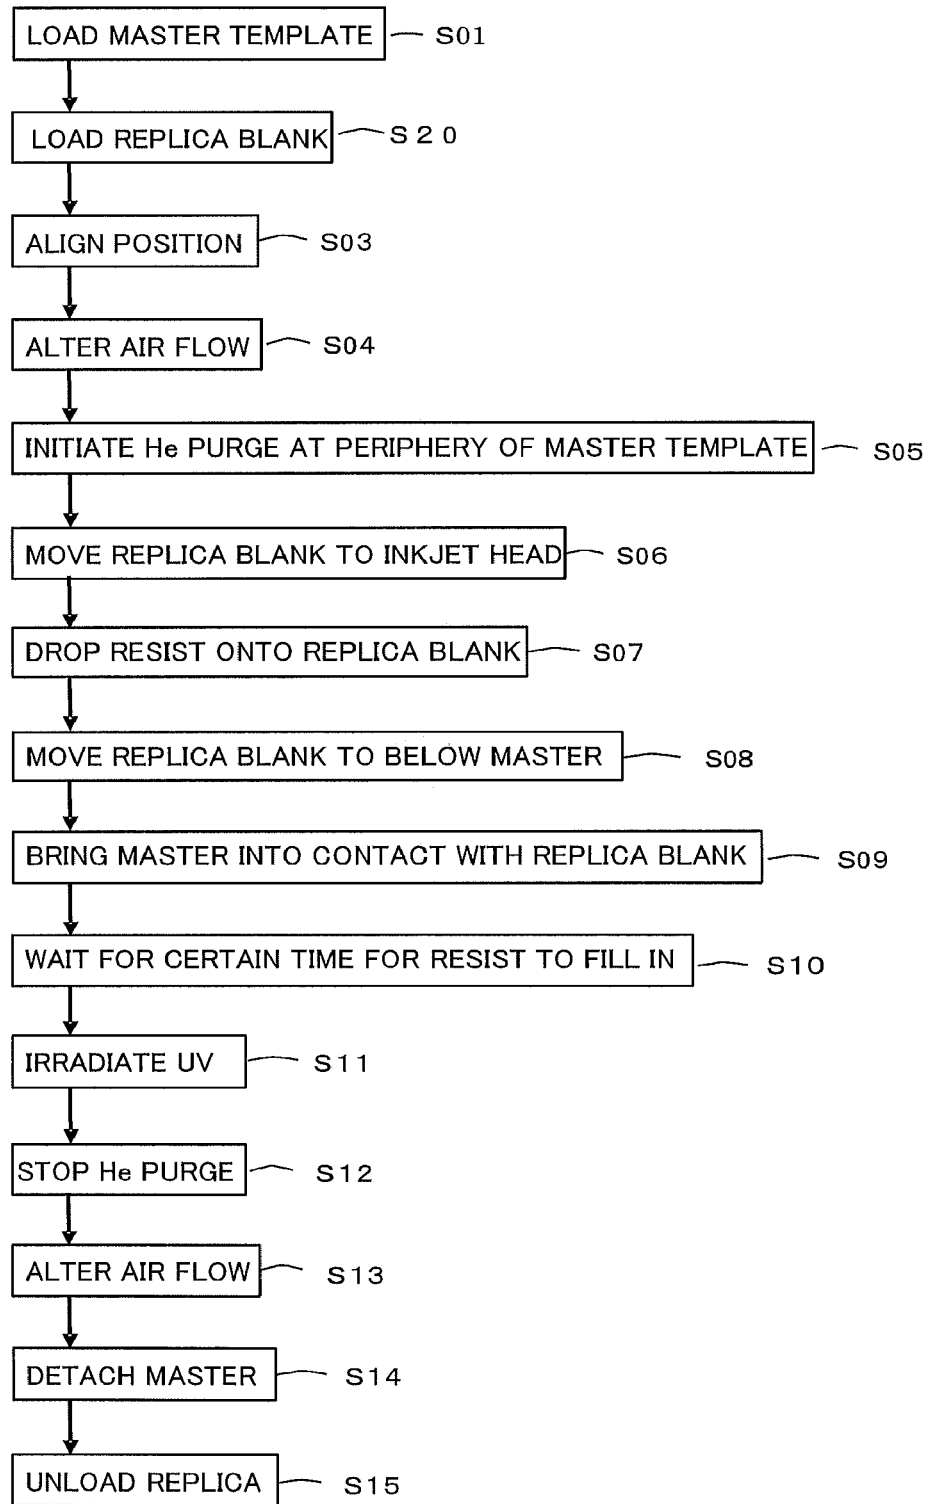 LOAD MASTER TEMPLATE S01
LOAD REPLICA BLANK S20
ALIGN POSITION S03
ALTER AIR FLOW S04
INITIATE He PURGE AT PERIPHERY OF MASTER TEMPLATE S05
MOVE REPLICA BLANK TO INKJET HEAD S06
DROP RESIST ONTO REPLICA BLANK S07
MOVE REPLICA BLANK TO BELOW MASTER S08
BRING MASTER INTO CONTACT WITH REPLICA BLANK S09
WAIT FOR CERTAIN TIME FOR RESIST TO FILL IN S10
IRRADIATE UV S11
STOP He PURGE S12
ALTER AIR FLOW S13
DETACH MASTER S14
UNLOAD REPLICA S15